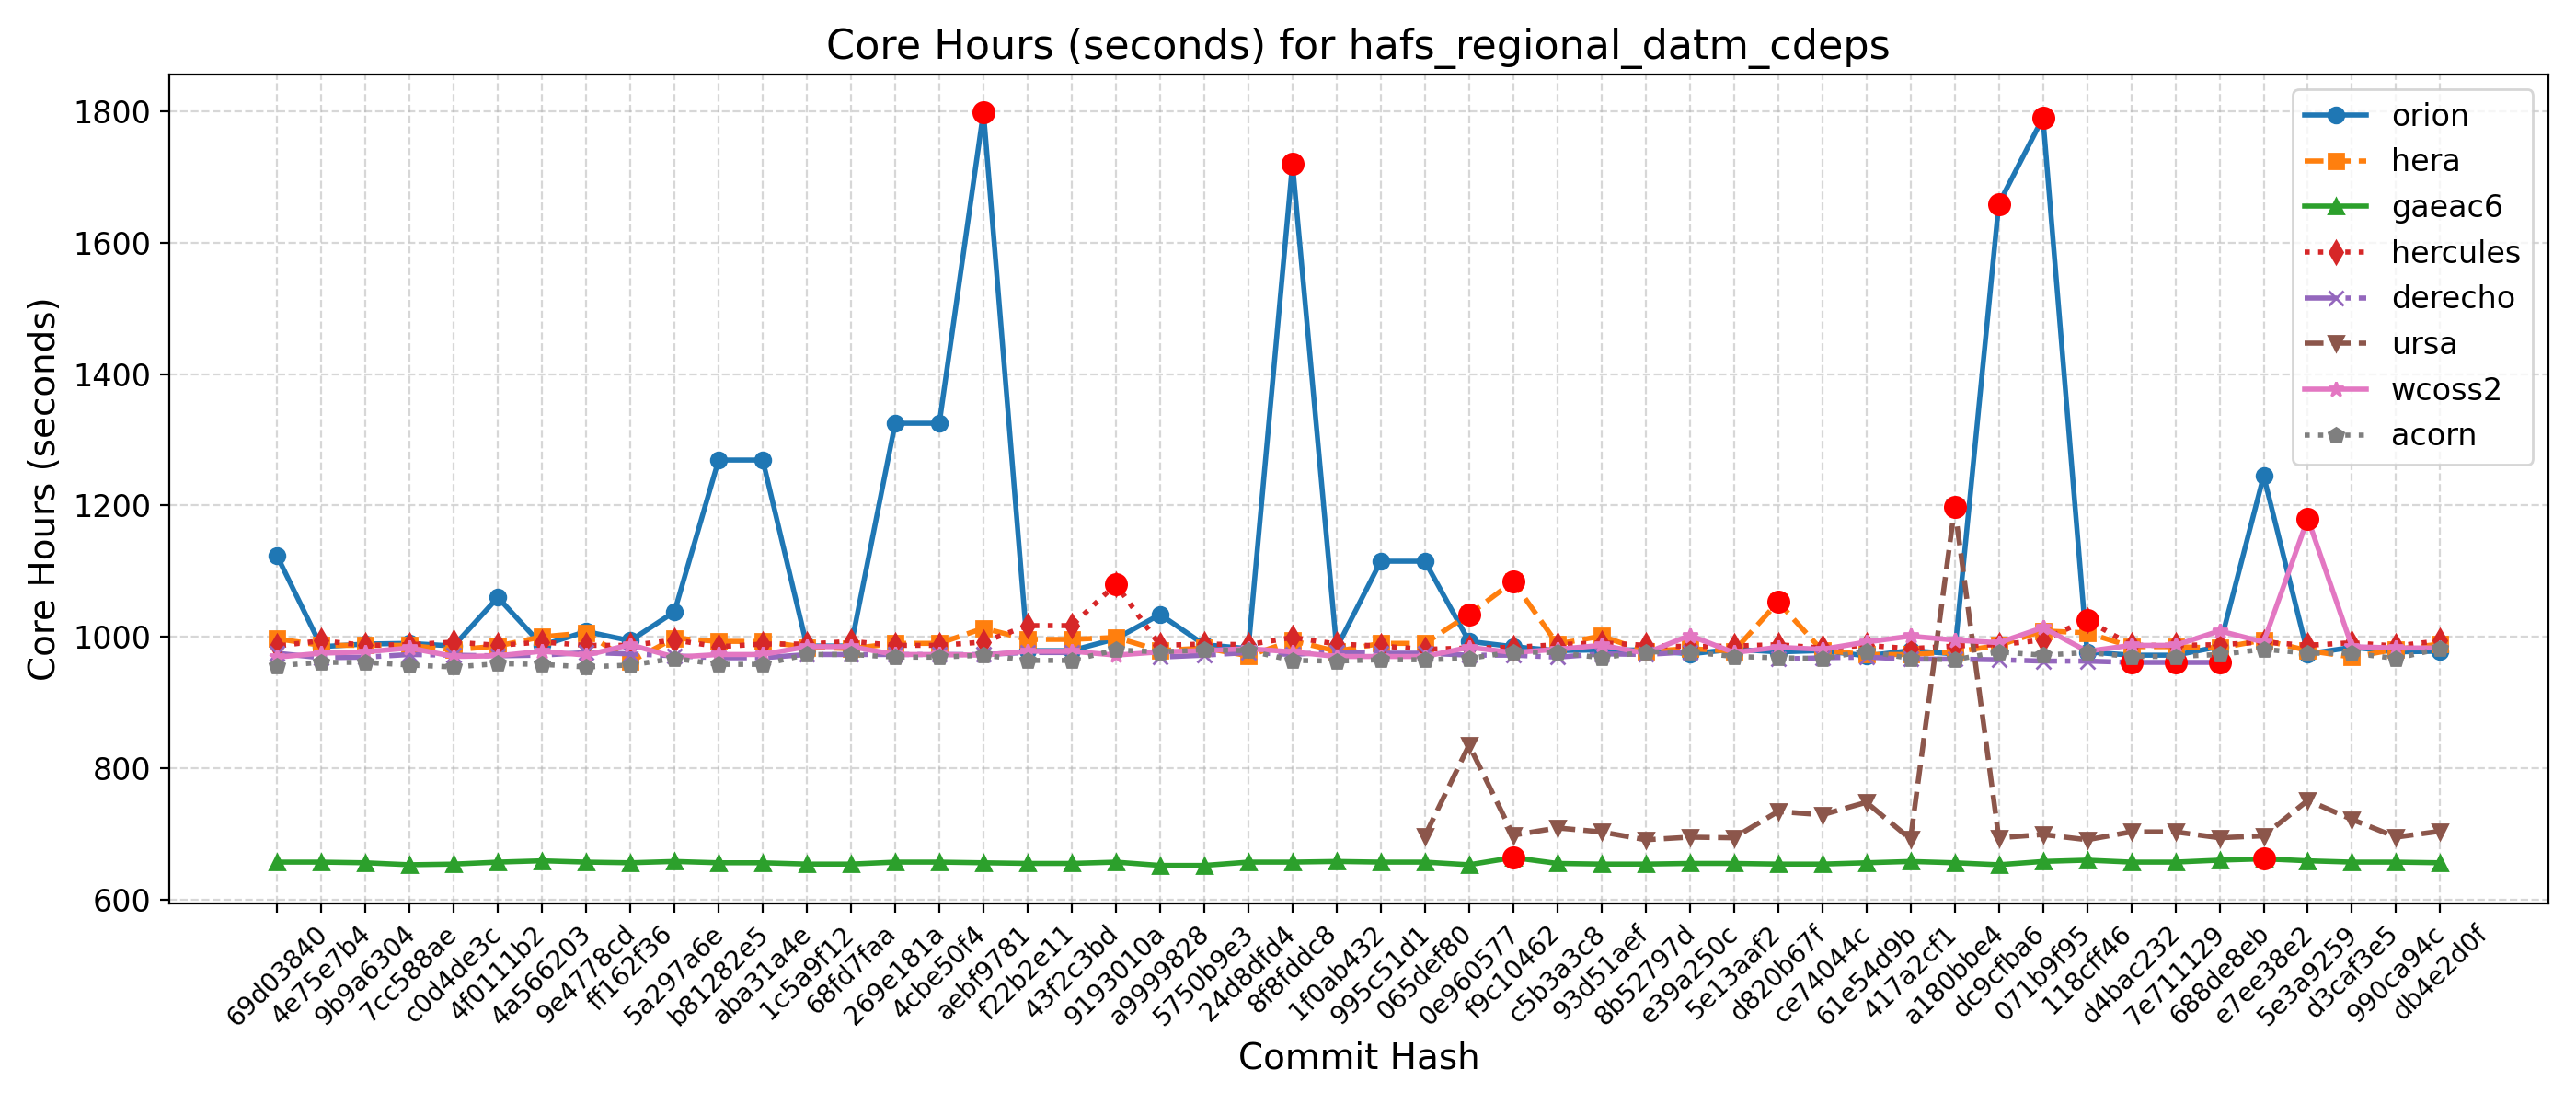 Core Hours (seconds) for hafs_regional_datm_cdeps
Core Hours (seconds)
1800
1600
1400
1200
1000
800
600
orion
hera
gaeac6
hercules
derecho
ursa
wcoss2
acorn
69d03840
4e75e7b4
9b9a6304
7cc588ae
c0d4de3c
4f0111b2
4a566203
9e4778cd
ff162f36
5a297a6e
b81282e5
aba31a4e
1c5a9f12
68fd7faa
269e181a
4cbe50f4
aebf9781
f22b2e11
43f2c3bd
9193010a
a9999828
5750b9e3
24d8dfd4
8f8fddc8
1f0ab432
995c51d1
065def80
0e960577
f9c10462
c5b3a3c8
93d51aef
8b52797d
e39a250c
5e13aaf2
d820b67f
ce74044c
61e54d9b
417a2cf1
a180bbe4
dc9cfba6
071b9f95
118cff46
d4bac232
7e711129
688de8eb
e7ee38e2
5e3a9259
d3caf3e5
990ca94c
db4e2d0f
Commit Hash